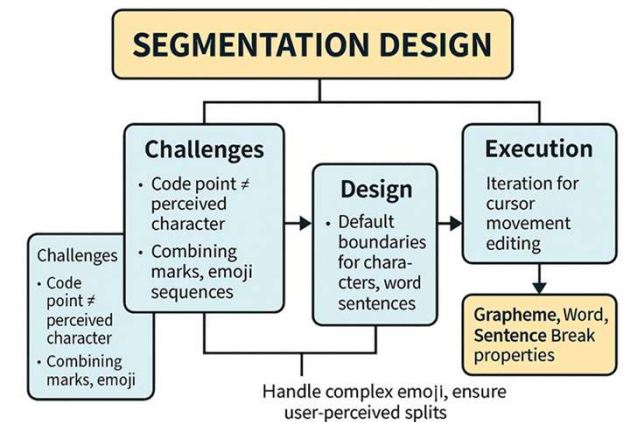 SEGMENTATION DESIGN
Challenges
• Code point ≠
perceived
character
• Combining
marks, emoji
sequences
Design
• Default
boundaries
for chara-
cters, word
sentences
Execution
Iteration for
cursor
movement
editing
Challenges
• Code
point ≠
perceived
character
• Combining
marks, emoji
Grapheme, Word,
Sentence Break
properties
Handle complex emoji, ensure
user-perceived splits